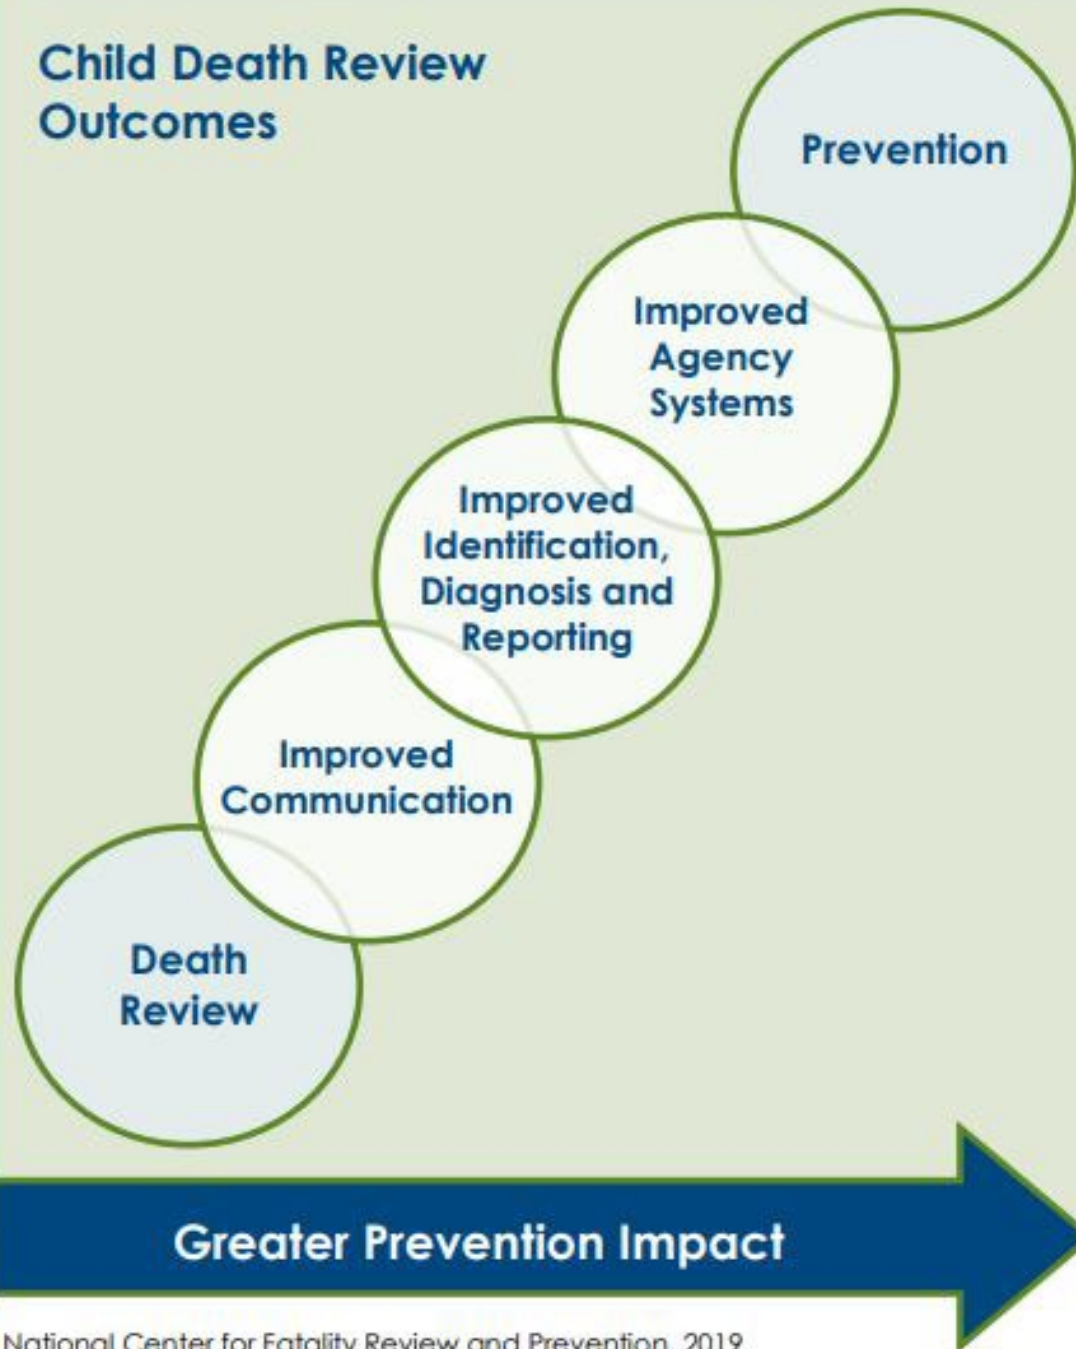 Child Death Review
Outcomes
Prevention
Improved
Agency
Systems
Improved
Identification,
Diagnosis and
Reporting
Improved
Communication
Death
Review
Greater Prevention Impact
National Center for Fatality Review and Prevention, 2019